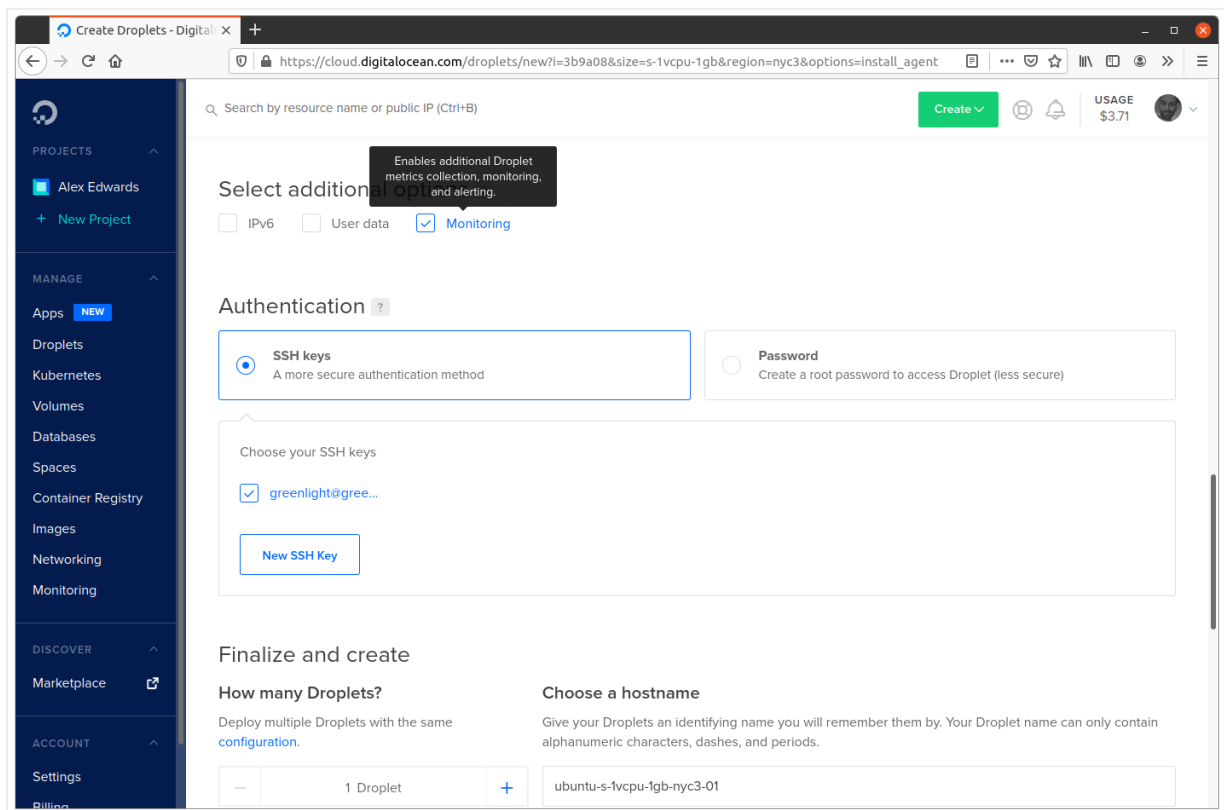 Create Droplets - Digital
https://cloud.digitalocean.com/droplets/new?i=3b9a08&size=s-1vcpu-1gb&region=nyc3&options=install_agent
Search by resource name or public IP (Ctrl+B)
Create
USAGE
$3.71
PROJECTS
Alex Edwards
+ New Project
MANAGE
Apps NEW
Droplets
Kubernetes
Volumes
Databases
Spaces
Container Registry
Images
Networking
Monitoring
DISCOVER
Marketplace
ACCOUNT
Settings
Billing
Enables additional Droplet
metrics collection, monitoring,
and alerting.
Select additional
IPv6 User data Monitoring
Authentication ?
SSH keys
A more secure authentication method
Password
Create a root password to access Droplet (less secure)
Choose your SSH keys
greenlight@gree...
New SSH Key
Finalize and create
How many Droplets?
Deploy multiple Droplets with the same
configuration.
− 1 Droplet +
Choose a hostname
Give your Droplets an identifying name you will remember them by. Your Droplet name can only contain
alphanumeric characters, dashes, and periods.
ubuntu-s-1vcpu-1gb-nyc3-01